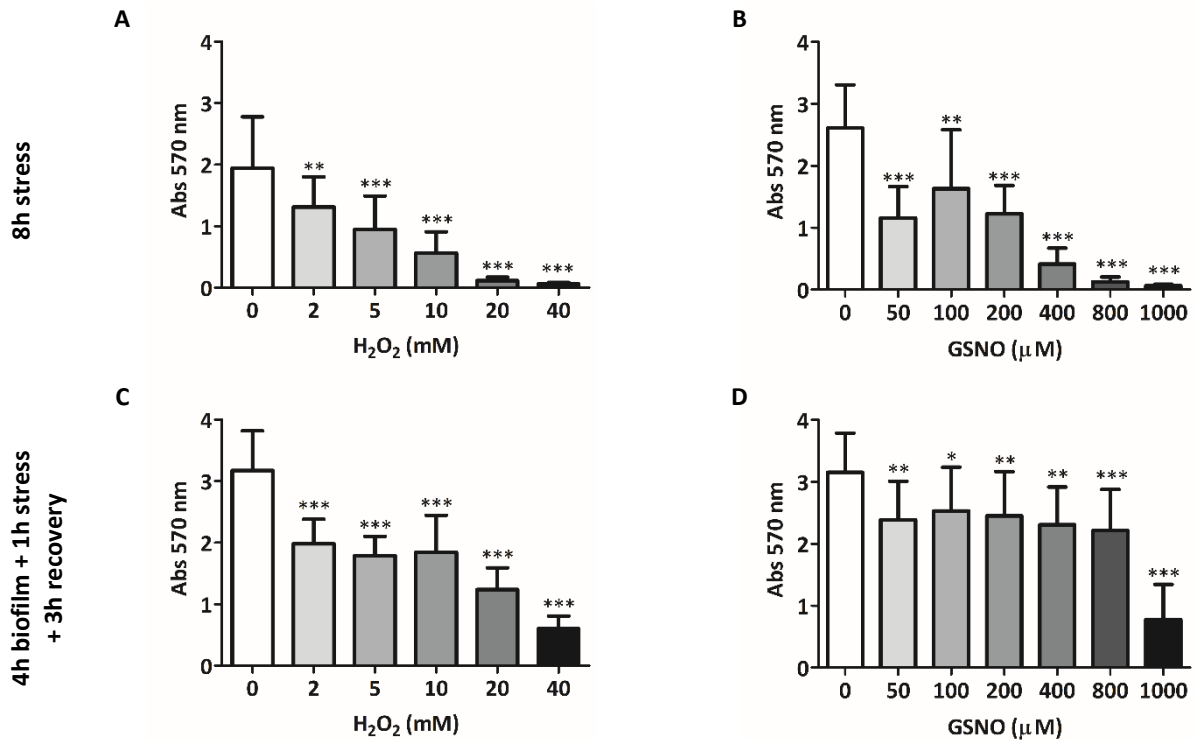 A
8h stress
Abs 570 nm
4
3
2
1
0
**
***
***
***
***
0 2 5 10 20 40
H₂O₂ (mM)
B
Abs 570 nm
4
3
2
1
0
***
**
***
***
***
***
0 50 100 200 400 800 1000
GSNO (μM)
C
4h biofilm + 1h stress
+ 3h recovery
Abs 570 nm
4
3
2
1
0
***
***
***
***
***
0 2 5 10 20 40
H₂O₂ (mM)
D
Abs 570 nm
4
3
2
1
0
**
*
**
**
***
***
0 50 100 200 400 800 1000
GSNO (μM)